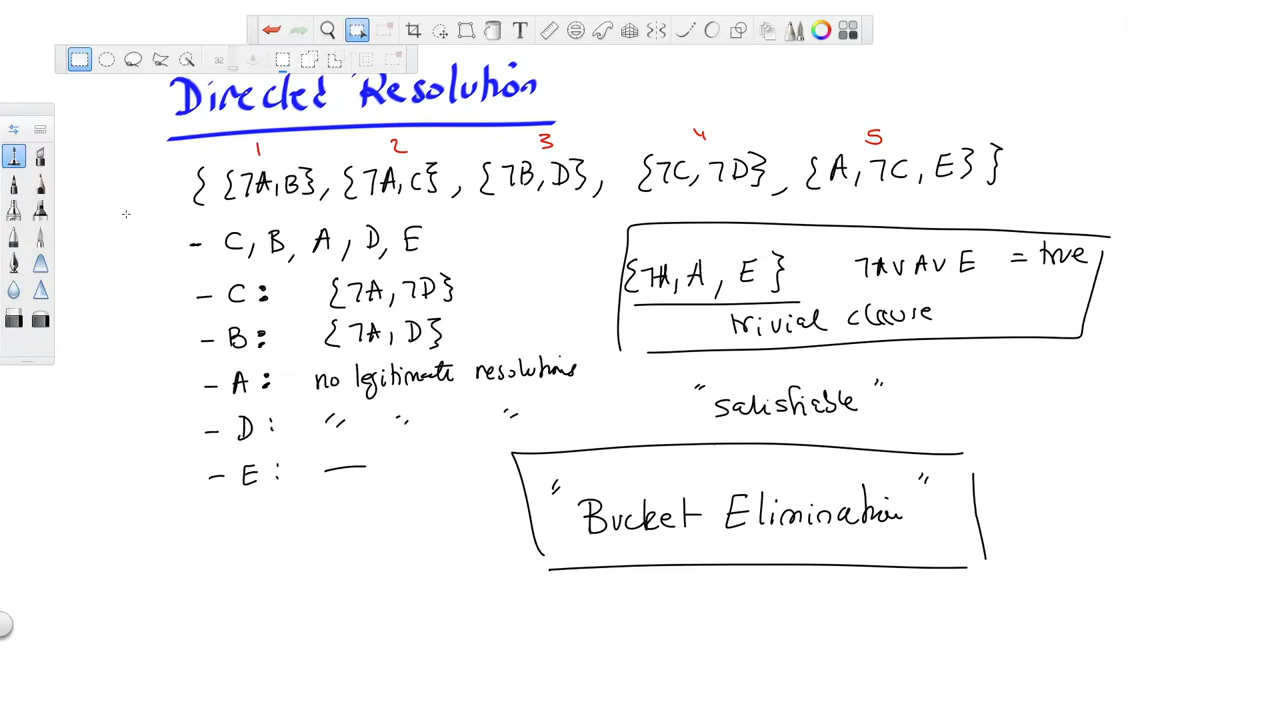 Directed Resolution
1 2 3 4 5
{ {¬A,B}, {¬A,C}, {¬B,D}, {¬C,¬D}, {A,¬C,E} }
- C, B, A, D, E
- C: {¬A,¬D}
- B: {¬A,D}
- A: no legitimate resolutions
- D: " " "
- E: —
{¬A, A, E} ¬A∨A∨E = true
trivial clause
"satisfiable"
"Bucket Elimination"